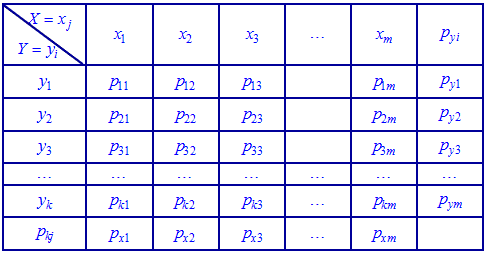 X = x_j
Y = y_i x_1 x_2 x_3 ... x_m p_{yi}
y_1 p_{11} p_{12} p_{13} p_{1m} p_{y1}
y_2 p_{21} p_{22} p_{23} p_{2m} p_{y2}
y_3 p_{31} p_{32} p_{33} p_{3m} p_{y3}
... ... ... ... ... ... ...
y_k p_{k1} p_{k2} p_{k3} ... p_{km} p_{ym}
p_{kj} p_{x1} p_{x2} p_{x3} ... p_{xm}